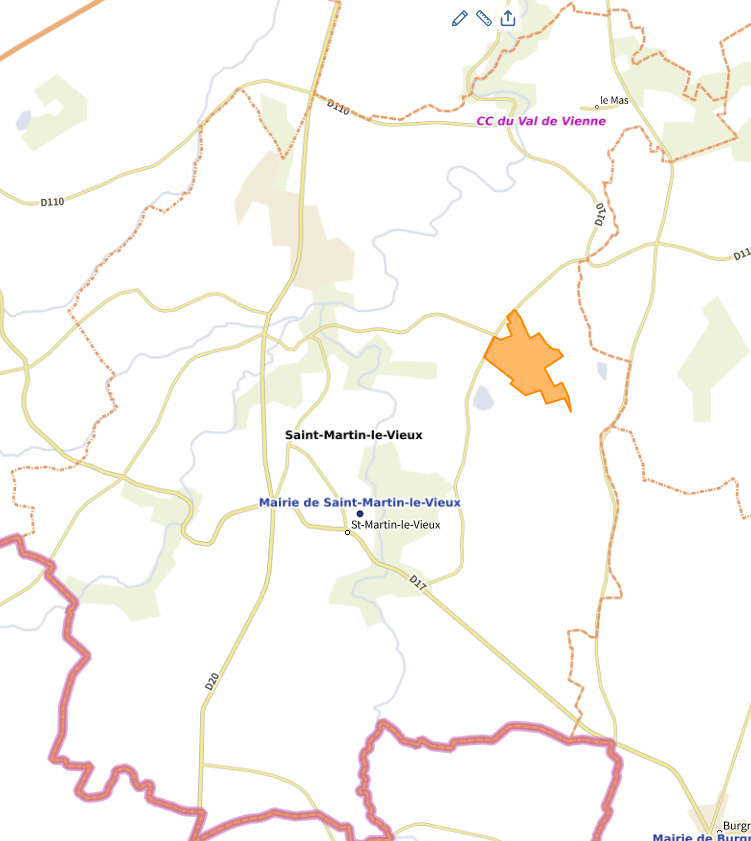 le Mas
D110
CC du Val de Vienne
D110
D110
D11
Saint-Martin-le-Vieux
Mairie de Saint-Martin-le-Vieux
St-Martin-le-Vieux
D17
D20
Burgn
Mairie de Burgn